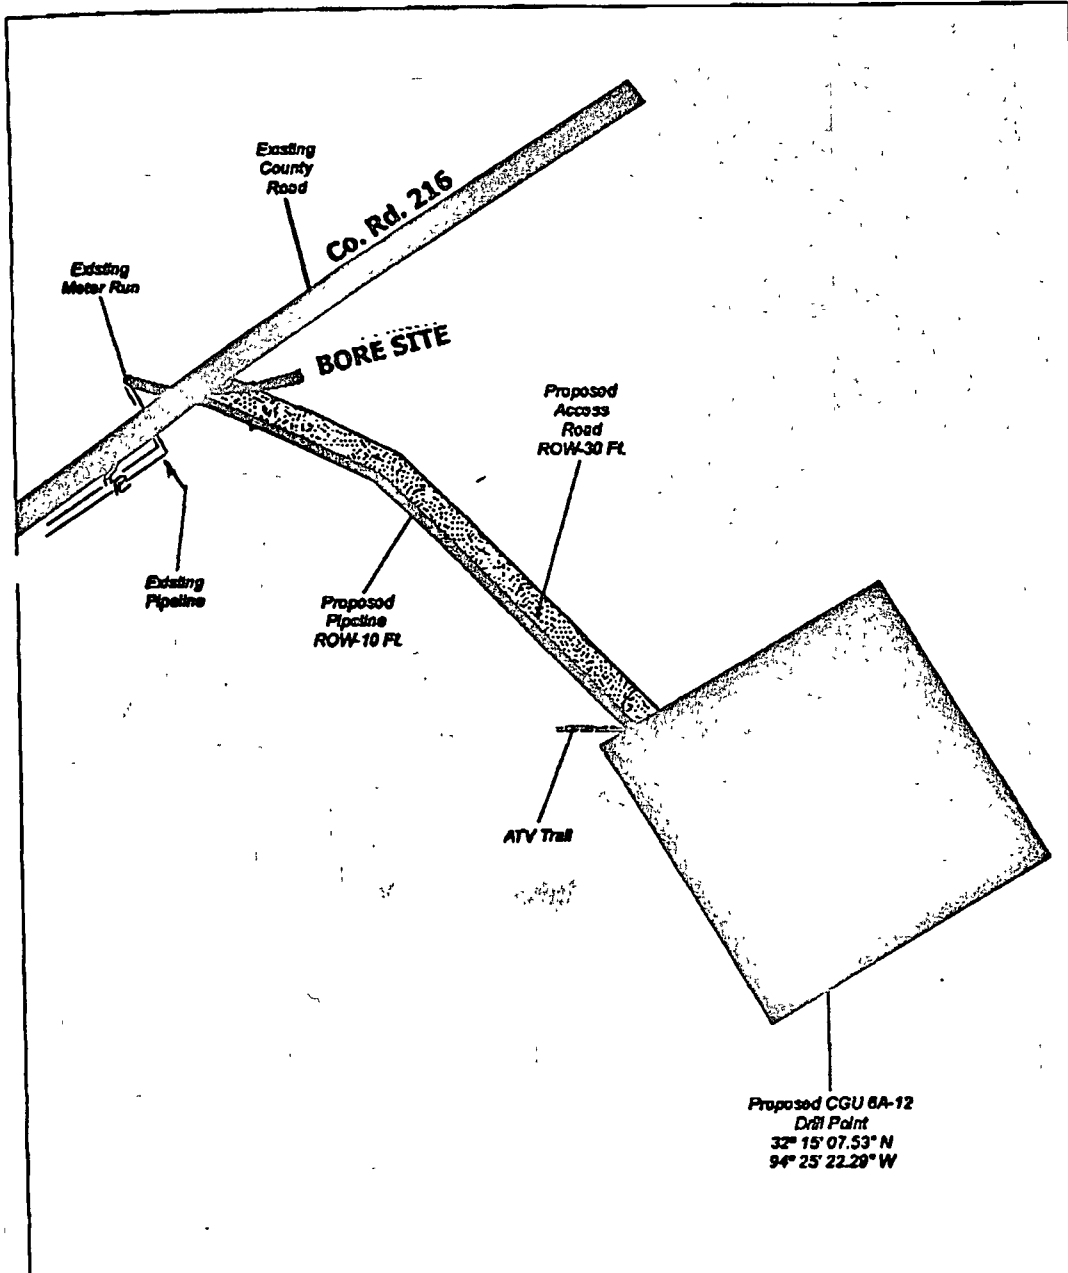 Existing
County
Road
Co. Rd. 216
Existing
Meter Run
BORE SITE
Proposed
Access
Road
ROW-30 Ft.
Existing
Pipeline
Proposed
Pipeline
ROW-10 Ft.
ATV Trail
Proposed CGU 6A-12
Drill Point
32° 15' 07.53" N
94° 25' 22.29" W